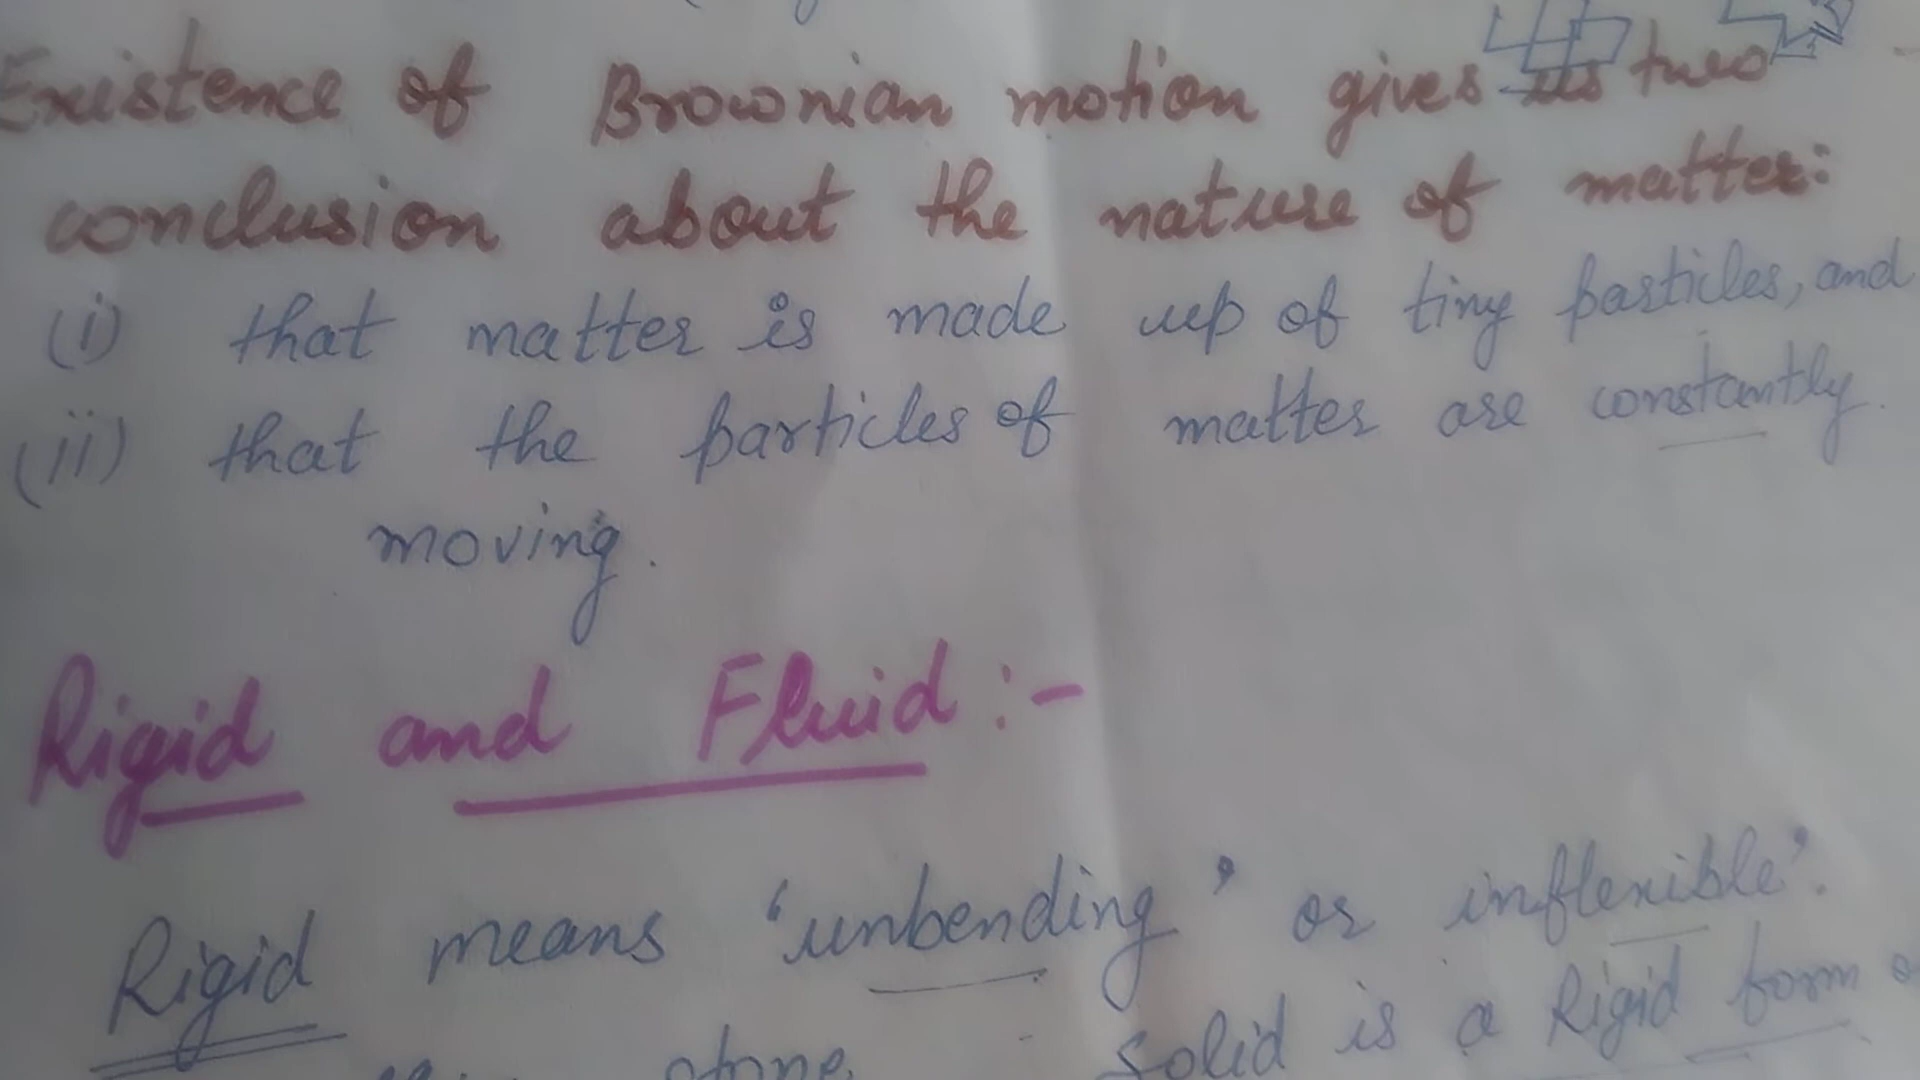 Existence of Brownian motion gives us two
conclusion about the nature of matter:
(i) that matter is made up of tiny particles, and
(ii) that the particles of matter are constantly
moving.
Rigid and Fluid :-
Rigid means 'unbending' or inflexible'.
solid is a Rigid form